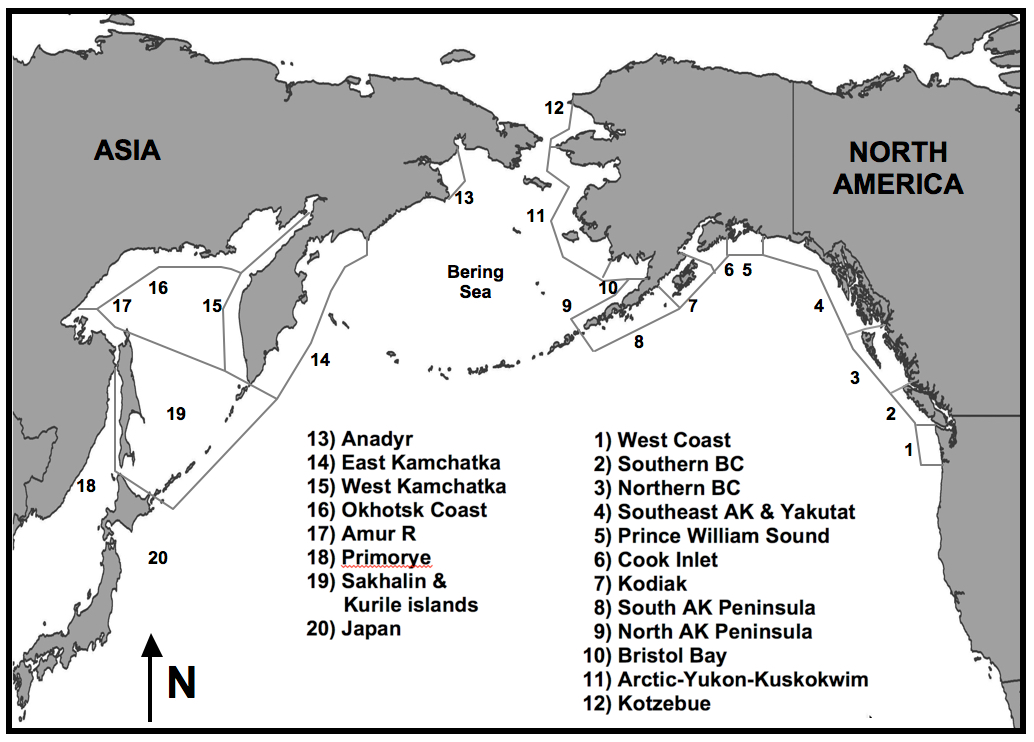 12
ASIA
NORTH
AMERICA
13
11
Bering
Sea
6
5
16
10
17
15
9
7
4
8
14
3
19
2
1
18
20
13) Anadyr
14) East Kamchatka
15) West Kamchatka
16) Okhotsk Coast
17) Amur R
18) Primorye
19) Sakhalin &
Kurile islands
20) Japan
1) West Coast
2) Southern BC
3) Northern BC
4) Southeast AK & Yakutat
5) Prince William Sound
6) Cook Inlet
7) Kodiak
8) South AK Peninsula
9) North AK Peninsula
10) Bristol Bay
11) Arctic-Yukon-Kuskokwim
12) Kotzebue
N